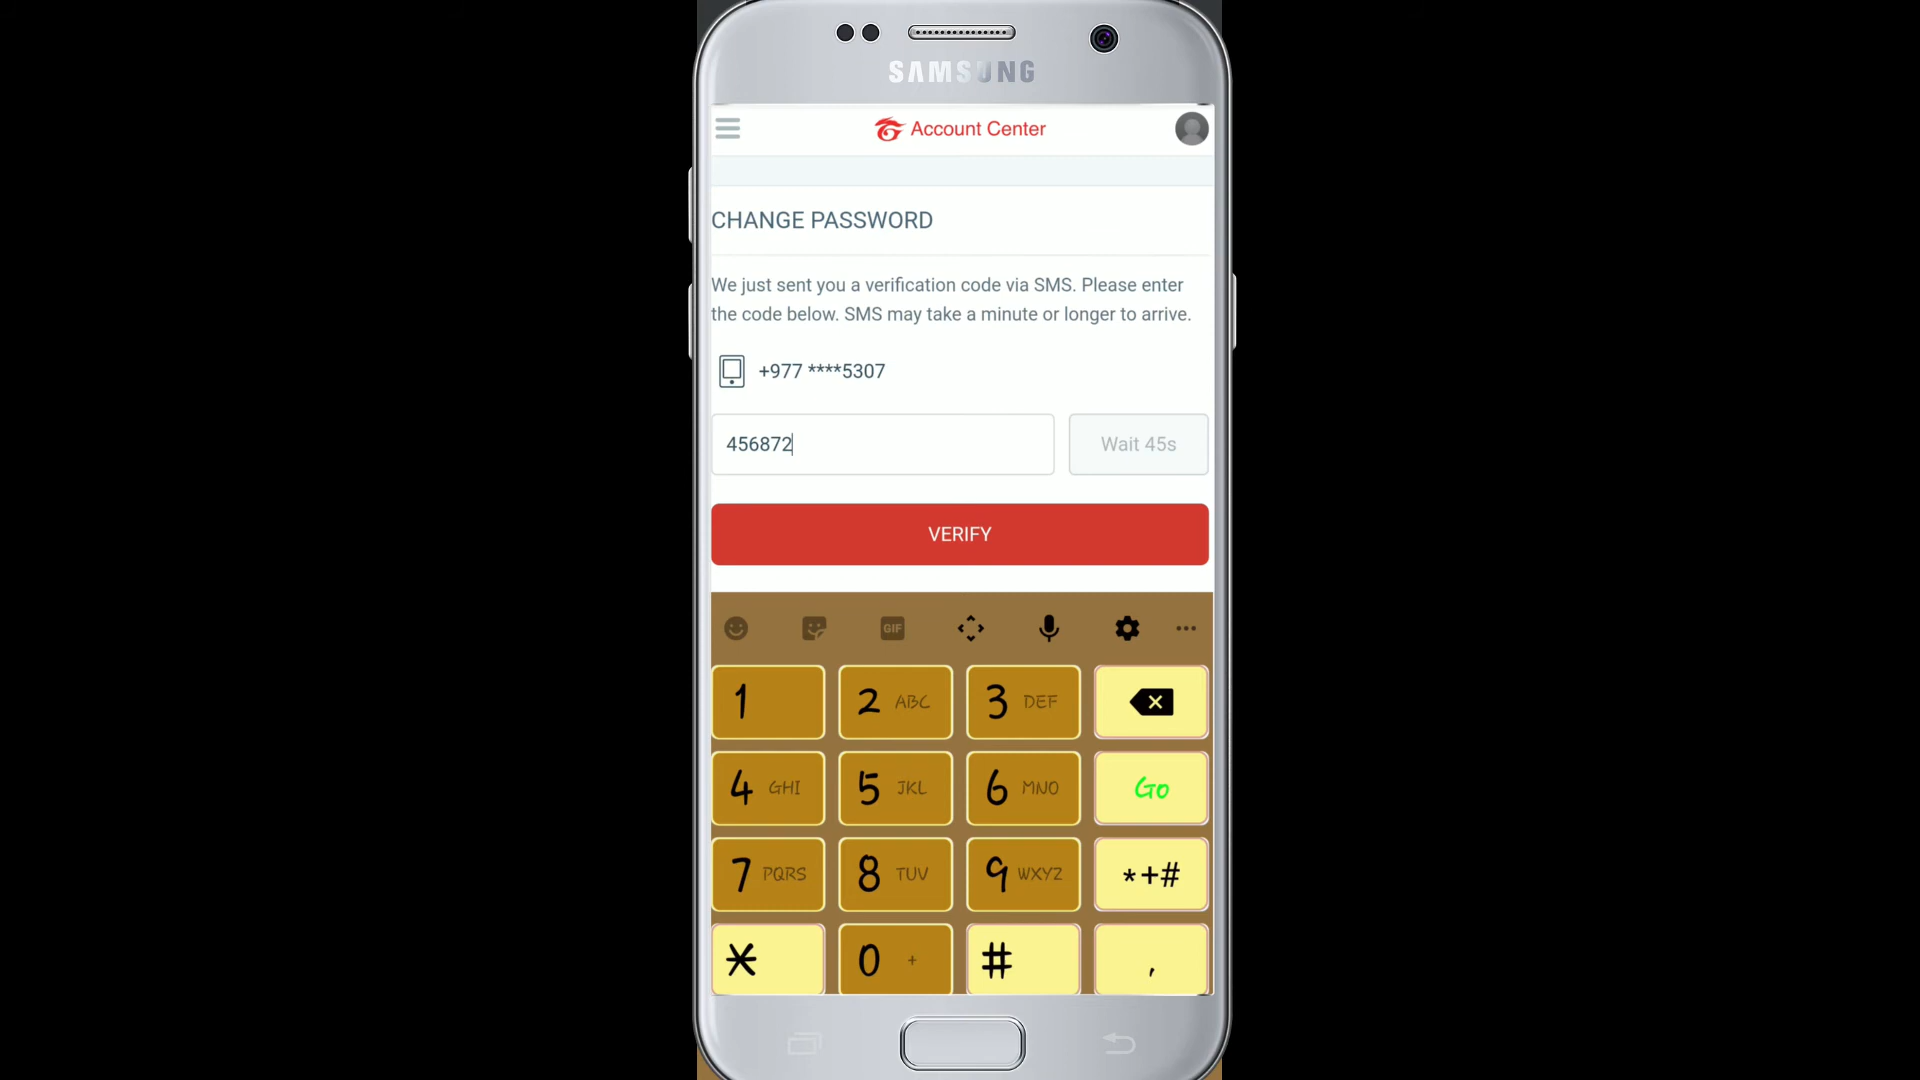 SAMSUNG
Account Center
CHANGE PASSWORD
We just sent you a verification code via SMS. Please enter
the code below. SMS may take a minute or longer to arrive.
+977 ****5307
456872
Wait 45s
VERIFY
GIF
1
2 ABC
3 DEF
4 GHI
5 JKL
6 MNO
Go
7 PQRS
8 TUV
9 WXYZ
*+#
*
0 +
#
,